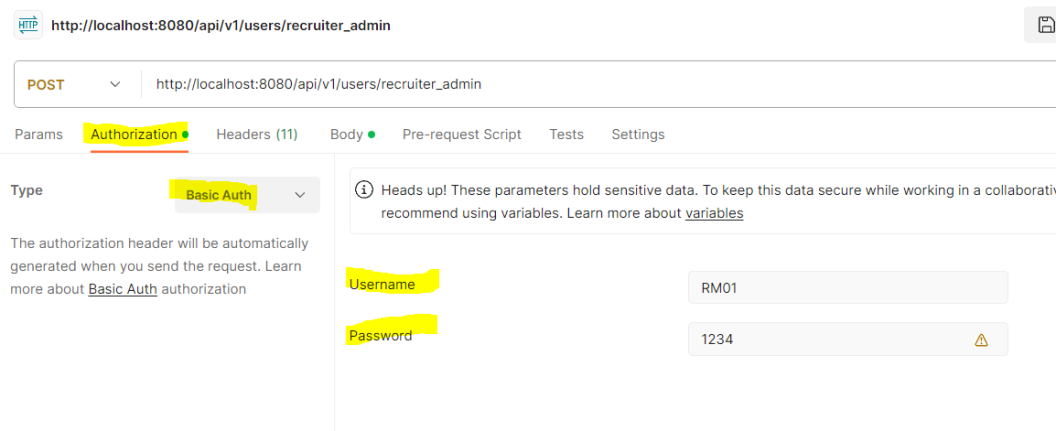 HTTP http://localhost:8080/api/v1/users/recruiter_admin
POST http://localhost:8080/api/v1/users/recruiter_admin
Params Authorization Headers (11) Body Pre-request Script Tests Settings
Type Basic Auth
The authorization header will be automatically
generated when you send the request. Learn
more about Basic Auth authorization
Heads up! These parameters hold sensitive data. To keep this data secure while working in a collaborativ
recommend using variables. Learn more about variables
Username RM01
Password 1234